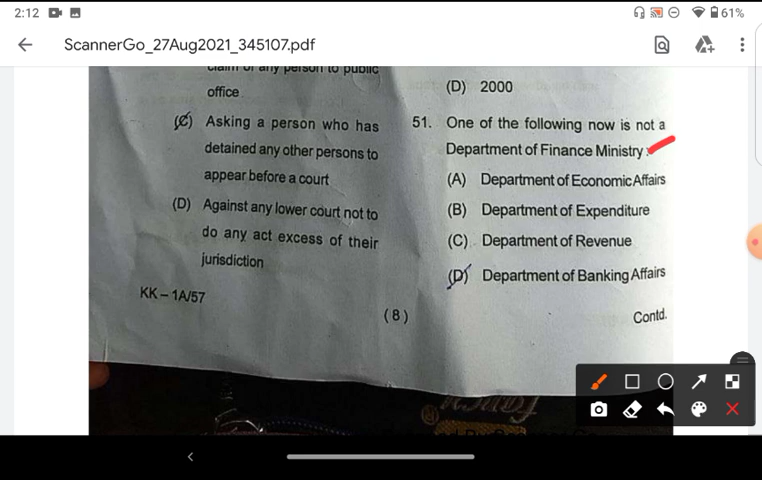 2:12
61%
ScannerGo_27Aug2021_345107.pdf
claim of any person to public
office
(C) Asking a person who has
detained any other persons to
appear before a court
(D) Against any lower court not to
do any act excess of their
jurisdiction
KK – 1A/57
(D) 2000
51. One of the following now is not a
Department of Finance Ministry :
(A) Department of Economic Affairs
(B) Department of Expenditure
(C) Department of Revenue
(D) Department of Banking Affairs
(8)
Contd.